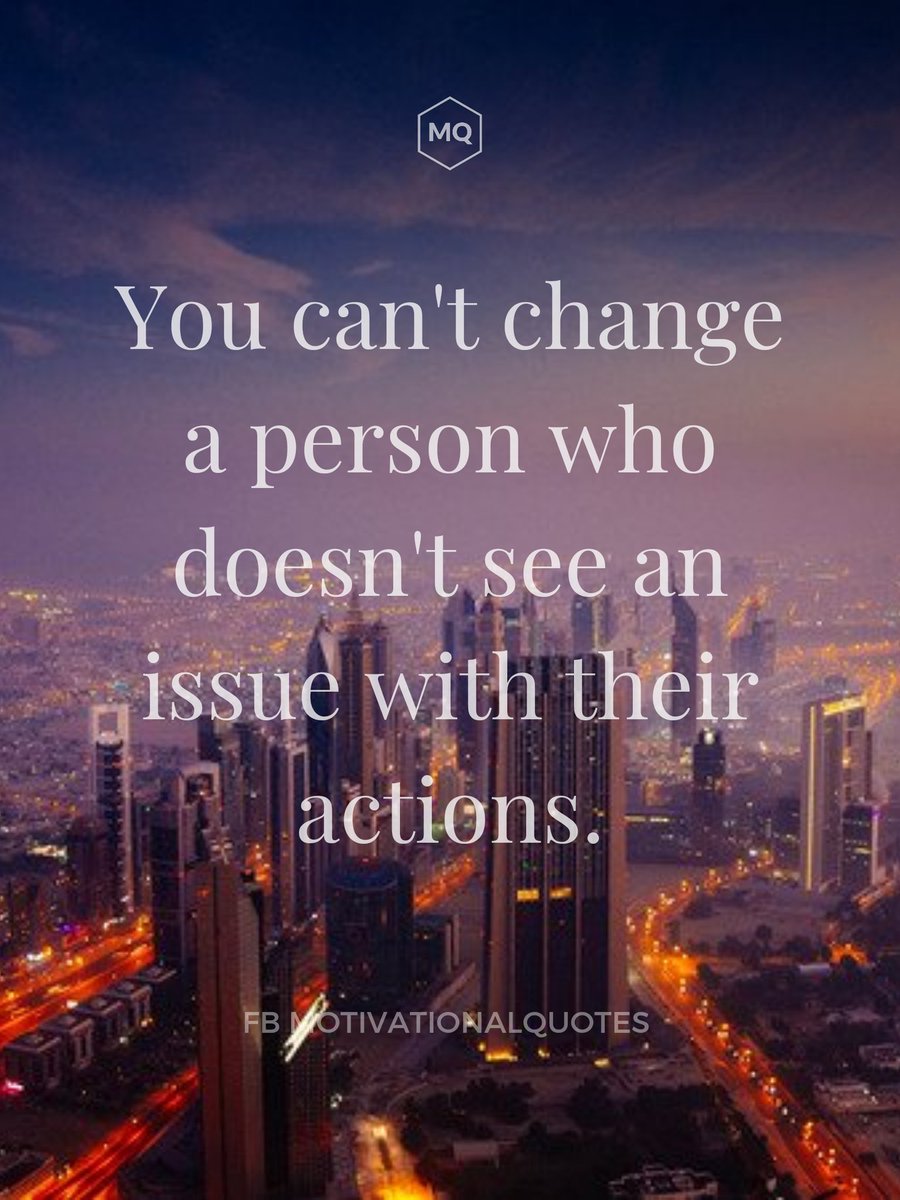 MQ
You can't change
a person who
doesn't see an
issue with their
actions.
FB MOTIVATIONALQUOTES